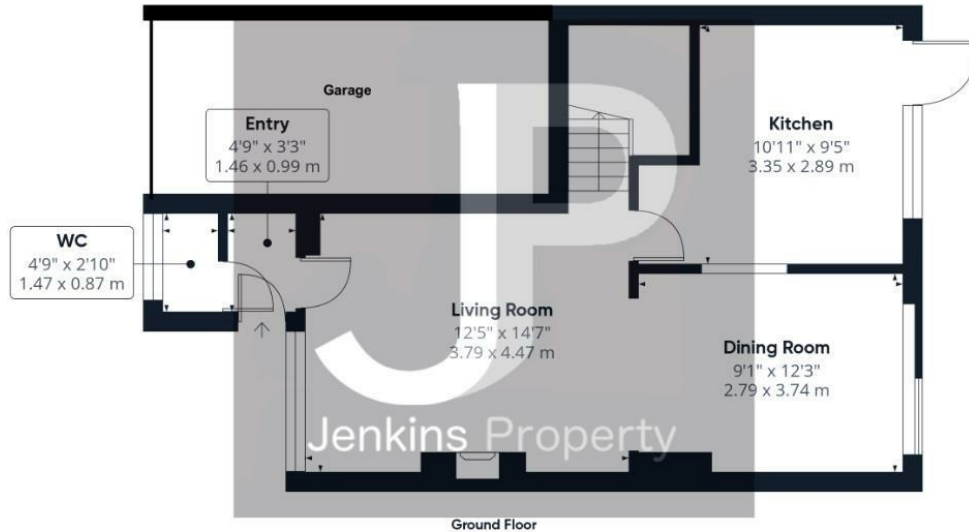 Garage
Entry
4'9" x 3'3"
1.46 x 0.99 m
Kitchen
10'11" x 9'5"
3.35 x 2.89 m
WC
4'9" x 2'10"
1.47 x 0.87 m
Living Room
12'5" x 14'7"
3.79 x 4.47 m
Dining Room
9'1" x 12'3"
2.79 x 3.74 m
JP
Jenkins Property
Ground Floor